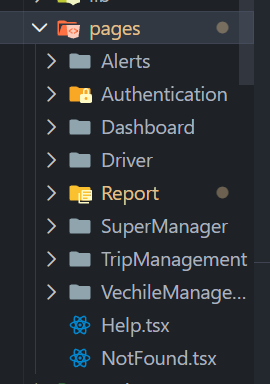 pages
Alerts
Authentication
Dashboard
Driver
Report
SuperManager
TripManagement
VechileManage...
Help.tsx
NotFound.tsx